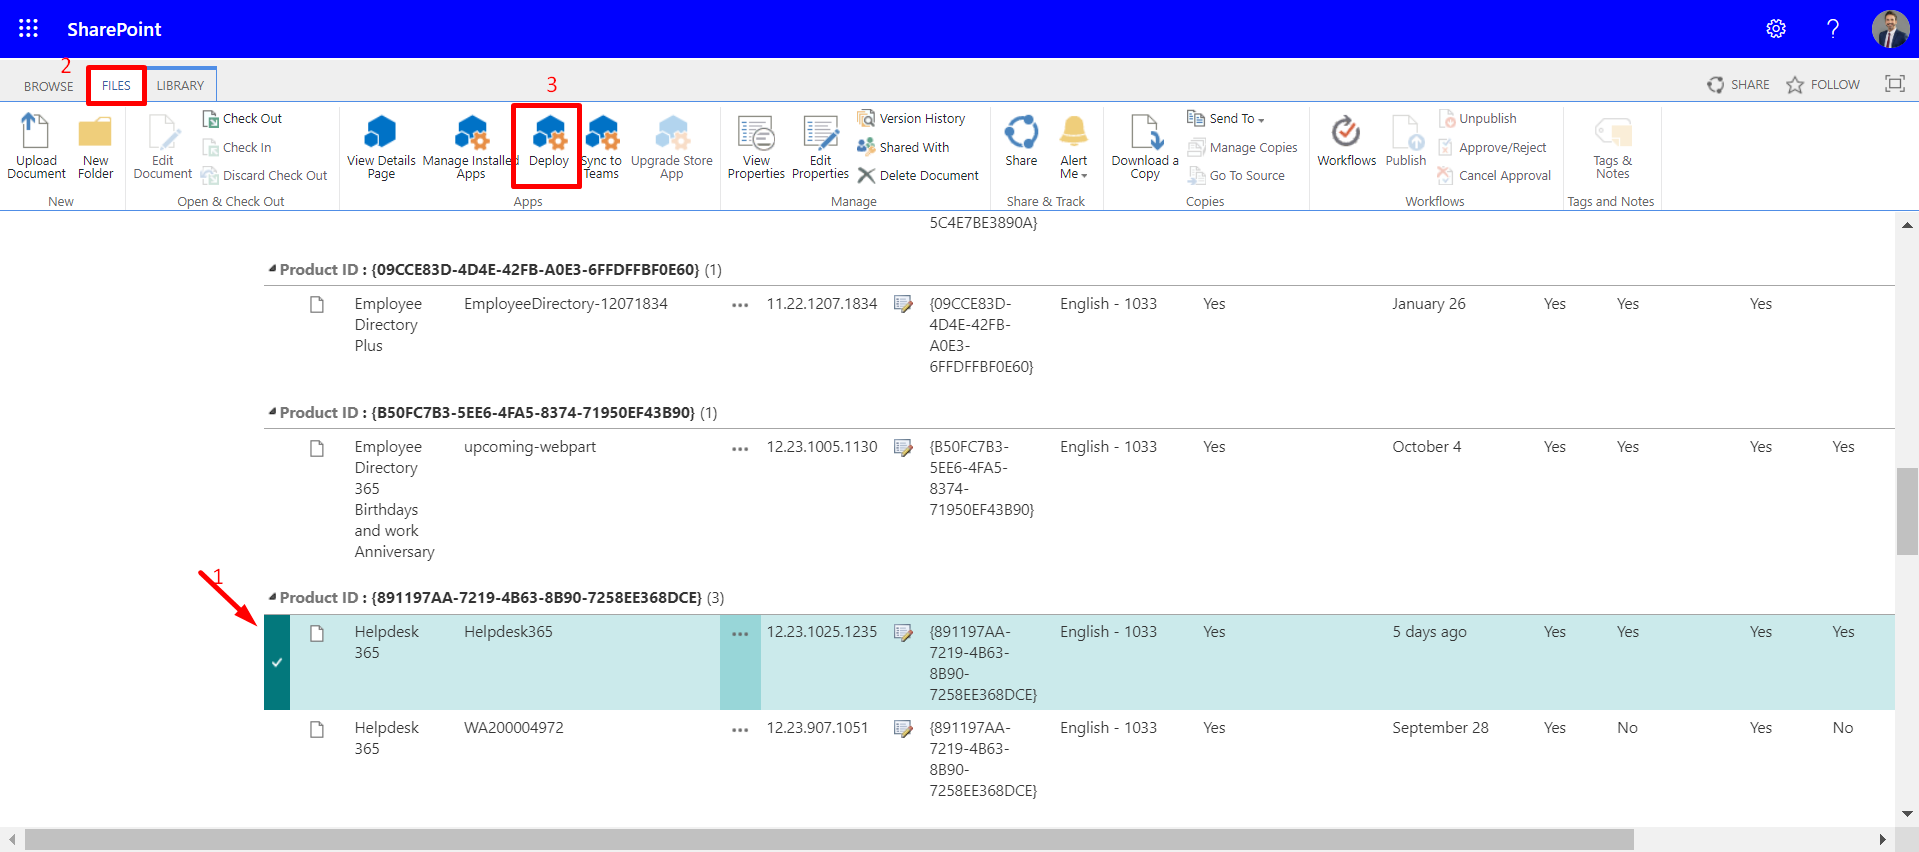 SharePoint
?
2
BROWSE
FILES
LIBRARY
3
SHARE
FOLLOW
Upload
Document
New
Folder
New
Edit
Document
Check Out
Check In
Discard Check Out
Open & Check Out
View Details
Page
Manage Installed
Apps
Deploy
Sync to
Teams
Upgrade Store
App
Apps
View
Properties
Edit
Properties
Version History
Shared With
Delete Document
Manage
Share
Alert
Me
Share & Track
Download a
Copy
Send To
Manage Copies
Go To Source
Copies
Workflows
Publish
Unpublish
Approve/Reject
Cancel Approval
Workflows
Tags &
Notes
Tags and Notes
5C4E7BE3890A}
Product ID : {09CCE83D-4D4E-42FB-A0E3-6FFDFFBF0E60} (1)
Employee
Directory
Plus
EmployeeDirectory-12071834
...
11.22.1207.1834
{09CCE83D-
4D4E-42FB-
A0E3-
6FFDFFBF0E60}
English - 1033
Yes
January 26
Yes
Yes
Yes
Product ID : {B50FC7B3-5EE6-4FA5-8374-71950EF43B90} (1)
Employee
Directory
365
Birthdays
and work
Anniversary
upcoming-webpart
...
12.23.1005.1130
{B50FC7B3-
5EE6-4FA5-
8374-
71950EF43B90}
English - 1033
Yes
October 4
Yes
Yes
Yes
Yes
1
Product ID : {891197AA-7219-4B63-8B90-7258EE368DCE} (3)
Helpdesk
365
Helpdesk365
...
12.23.1025.1235
{891197AA-
7219-4B63-
8B90-
7258EE368DCE}
English - 1033
Yes
5 days ago
Yes
Yes
Yes
Yes
Helpdesk
365
WA200004972
...
12.23.907.1051
{891197AA-
7219-4B63-
8B90-
7258EE368DCE}
English - 1033
Yes
September 28
Yes
No
Yes
No